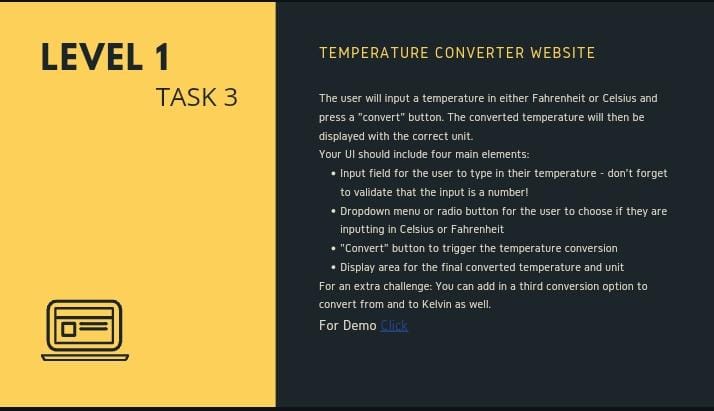 LEVEL 1
TASK 3
TEMPERATURE CONVERTER WEBSITE
The user will input a temperature in either Fahrenheit or Celsius and
press a "convert" button. The converted temperature will then be
displayed with the correct unit.
Your UI should include four main elements:
• Input field for the user to type in their temperature - don't forget
to validate that the input is a number!
• Dropdown menu or radio button for the user to choose if they are
inputting in Celsius or Fahrenheit
• "Convert" button to trigger the temperature conversion
• Display area for the final converted temperature and unit
For an extra challenge: You can add in a third conversion option to
convert from and to Kelvin as well.
For Demo Click